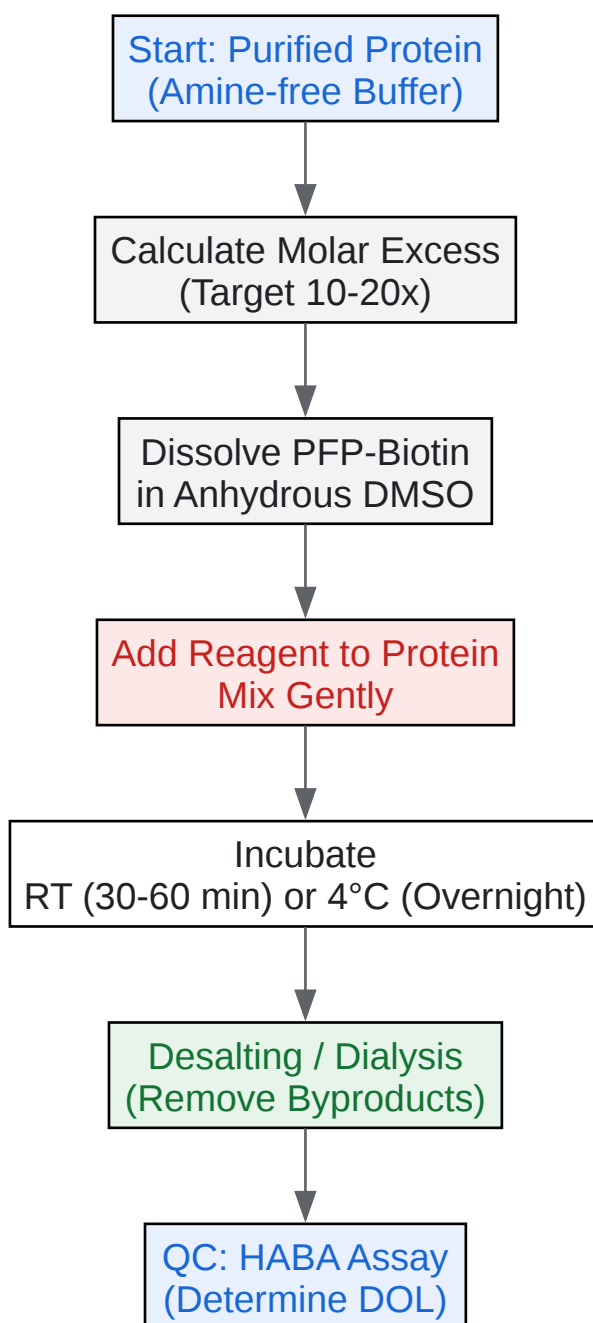 Start: Purified Protein
(Amine-free Buffer)
Calculate Molar Excess
(Target 10-20x)
Dissolve PFP-Biotin
in Anhydrous DMSO
Add Reagent to Protein
Mix Gently
Incubate
RT (30-60 min) or 4°C (Overnight)
Desalting / Dialysis
(Remove Byproducts)
QC: HABA Assay
(Determine DOL)